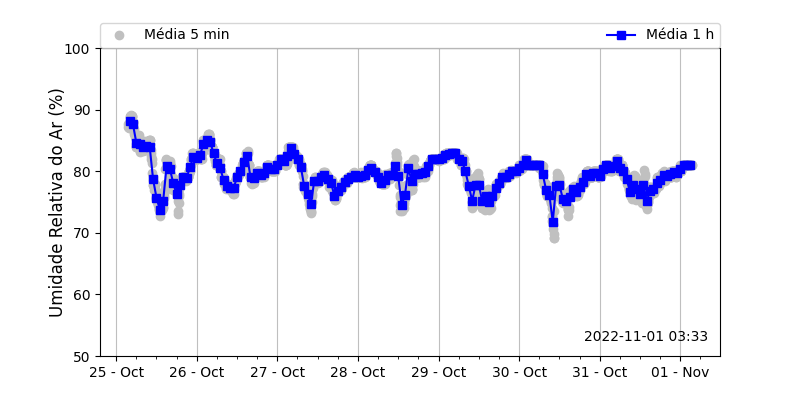 Média 5 min
Média 1 h
Umidade Relativa do Ar (%)
100
90
80
70
60
50
2022-11-01 03:33
25 - Oct
26 - Oct
27 - Oct
28 - Oct
29 - Oct
30 - Oct
31 - Oct
01 - Nov